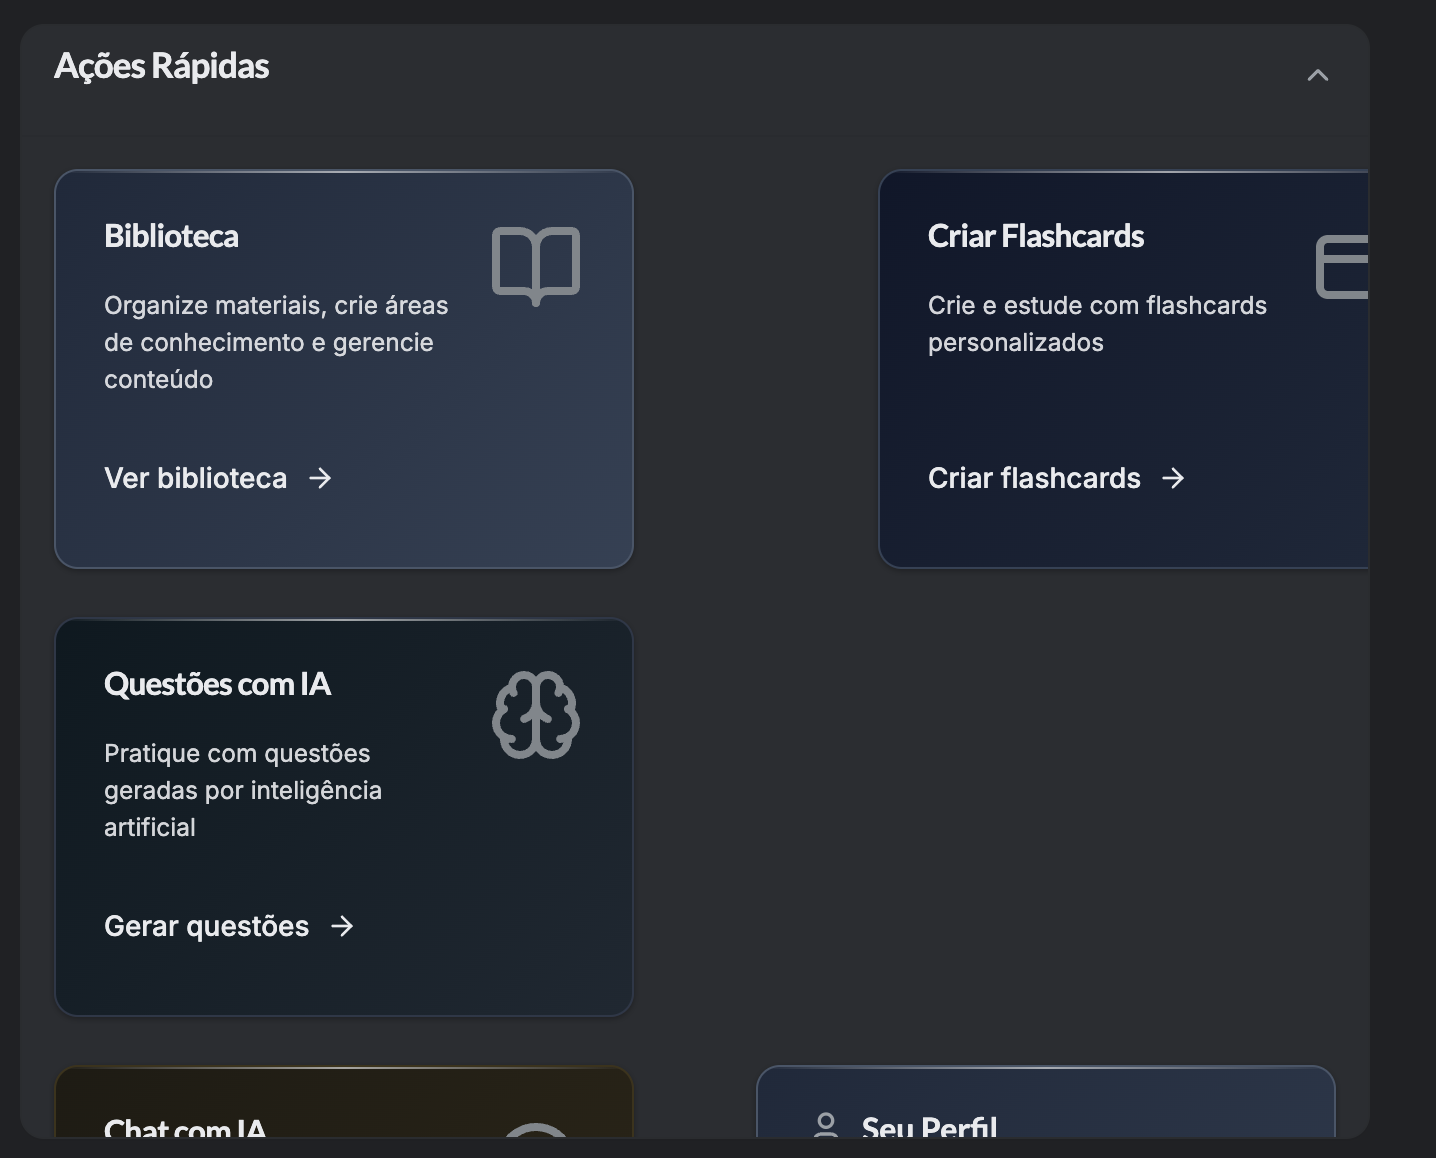 Ações Rápidas
Biblioteca
Organize materiais, crie áreas
de conhecimento e gerencie
conteúdo
Ver biblioteca
Criar Flashcards
Crie e estude com flashcards
personalizados
Criar flashcards
Questões com IA
Pratique com questões
geradas por inteligência
artificial
Gerar questões
Chat com IA
Seu Perfil